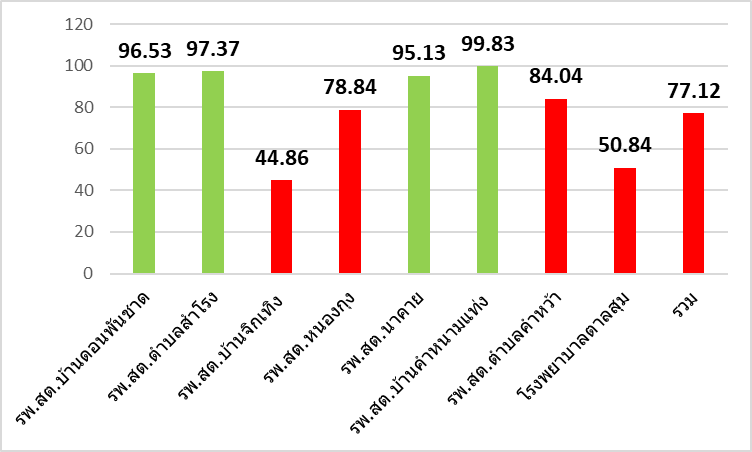 120
100
80
60
40
20
0
96.53
97.37
44.86
78.84
95.13
99.83
84.04
50.84
77.12
รพ.สต.บ้านดอนพันชาด
รพ.สต.ตำบลสำโรง
รพ.สต.บ้านจิกเทิง
รพ.สต.หนองกุง
รพ.สต.นาคาย
รพ.สต.บ้านคำหนามแท่ง
รพ.สต.ตำบลคำหว้า
โรงพยาบาลตาลสุม
รวม